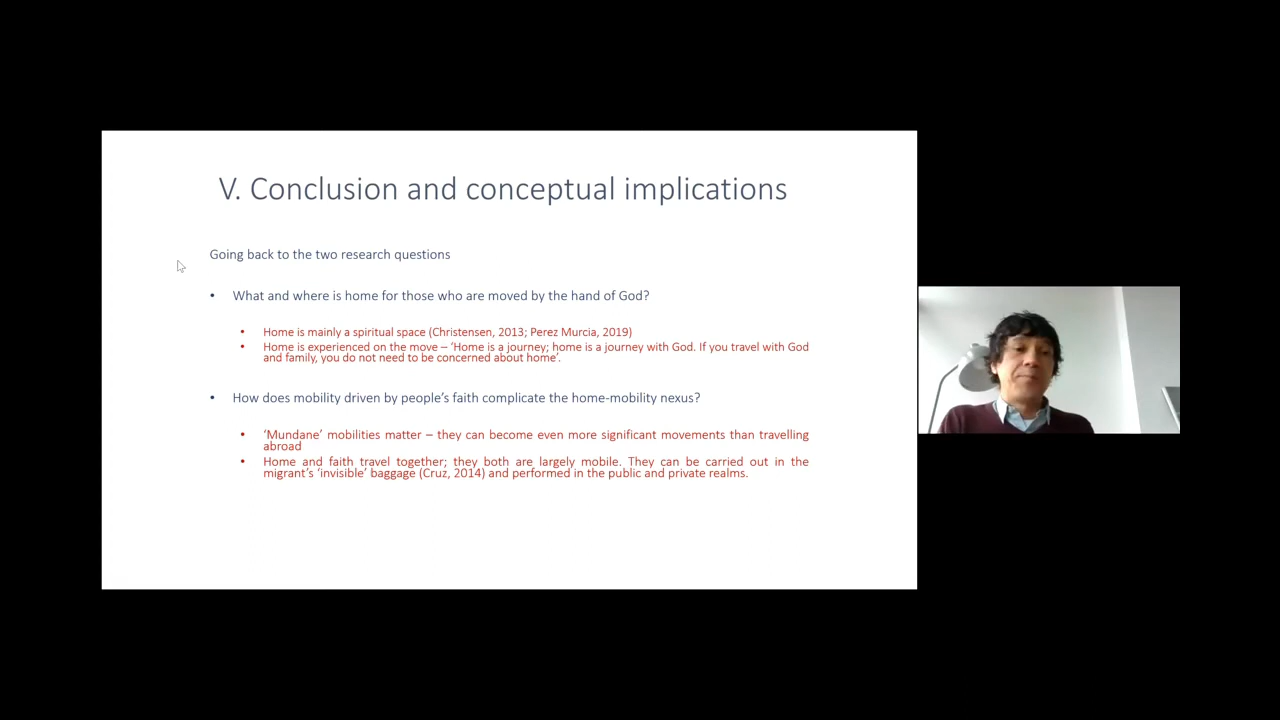 V. Conclusion and conceptual implications
Going back to the two research questions
• What and where is home for those who are moved by the hand of God?
• Home is mainly a spiritual space (Christensen, 2013; Perez Murcia, 2019)
• Home is experienced on the move – ‘Home is a journey; home is a journey with God. If you travel with God
and family, you do not need to be concerned about home’.
• How does mobility driven by people’s faith complicate the home-mobility nexus?
• ‘Mundane’ mobilities matter – they can become even more significant movements than travelling
abroad
• Home and faith travel together; they both are largely mobile. They can be carried out in the
migrant’s ‘invisible’ baggage (Cruz, 2014) and performed in the public and private realms.